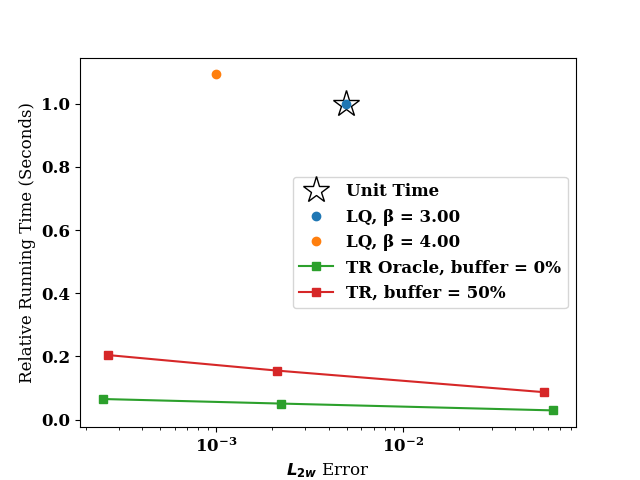 Relative Running Time (Seconds)
1.0
0.8
0.6
0.4
0.2
0.0
Unit Time
LQ, β = 3.00
LQ, β = 4.00
TR Oracle, buffer = 0%
TR, buffer = 50%
10⁻³ 10⁻²
L₂w Error